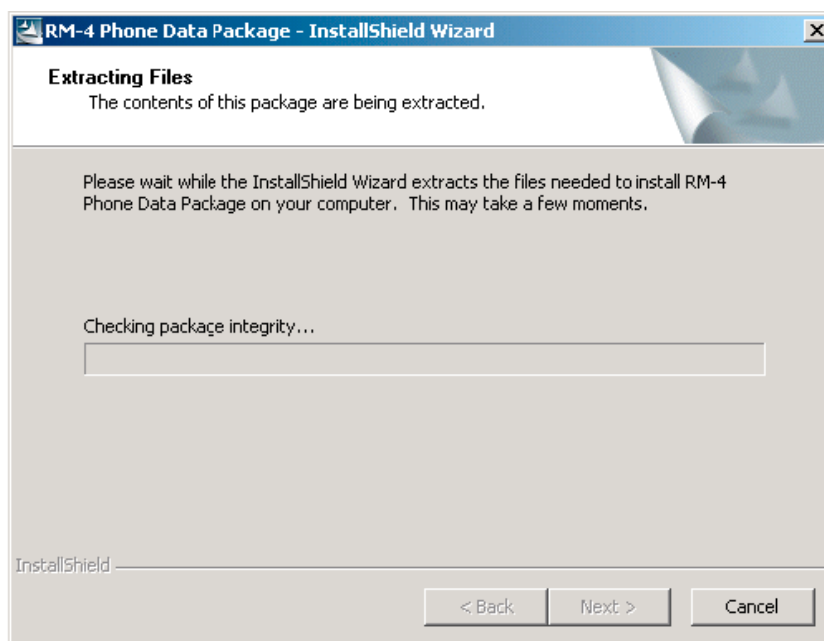 RM-4 Phone Data Package - InstallShield Wizard
Extracting Files
The contents of this package are being extracted.
Please wait while the InstallShield Wizard extracts the files needed to install RM-4
Phone Data Package on your computer.  This may take a few moments.
Checking package integrity...
InstallShield
< Back
Next >
Cancel